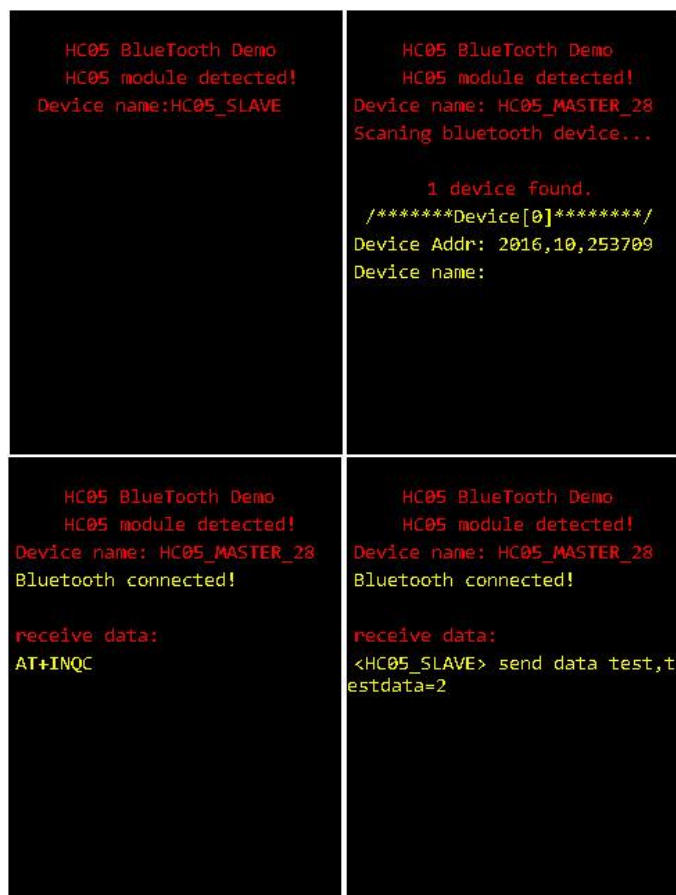 HC05 BlueTooth Demo
HC05 module detected!
Device name:HC05_SLAVE
HC05 BlueTooth Demo
HC05 module detected!
Device name: HC05_MASTER_28
Scaning bluetooth device...
1 device found.
/*******Device[0]********/
Device Addr: 2016,10,253709
Device name:
HC05 BlueTooth Demo
HC05 module detected!
Device name: HC05_MASTER_28
Bluetooth connected!
receive data:
AT+INQC
HC05 BlueTooth Demo
HC05 module detected!
Device name: HC05_MASTER_28
Bluetooth connected!
receive data:
<HC05_SLAVE> send data test,t
estdata=2